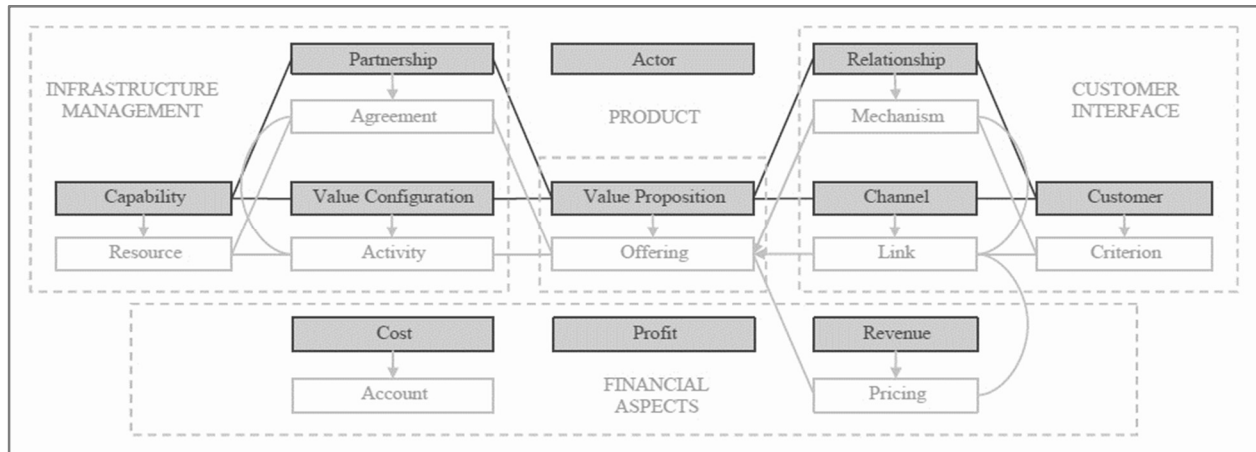 Partnership
Actor
Relationship
INFRASTRUCTURE
MANAGEMENT
Agreement
PRODUCT
Mechanism
CUSTOMER
INTERFACE
Capability
Value Configuration
Value Proposition
Channel
Customer
Resource
Activity
Offering
Link
Criterion
Cost
Profit
Revenue
Account
FINANCIAL
ASPECTS
Pricing